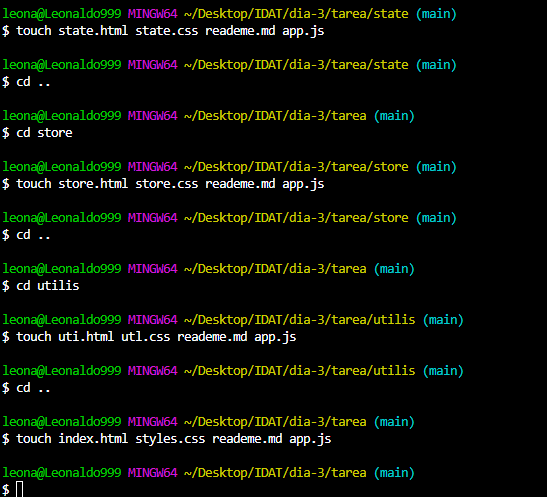 leona@Leonaldo999 MINGW64 ~/Desktop/IDAT/dia-3/tarea/state (main)
$ touch state.html state.css reademe.md app.js
leona@Leonaldo999 MINGW64 ~/Desktop/IDAT/dia-3/tarea/state (main)
$ cd ..
leona@Leonaldo999 MINGW64 ~/Desktop/IDAT/dia-3/tarea (main)
$ cd store
leona@Leonaldo999 MINGW64 ~/Desktop/IDAT/dia-3/tarea/store (main)
$ touch store.html store.css reademe.md app.js
leona@Leonaldo999 MINGW64 ~/Desktop/IDAT/dia-3/tarea/store (main)
$ cd ..
leona@Leonaldo999 MINGW64 ~/Desktop/IDAT/dia-3/tarea (main)
$ cd utilis
leona@Leonaldo999 MINGW64 ~/Desktop/IDAT/dia-3/tarea/utilis (main)
$ touch uti.html utl.css reademe.md app.js
leona@Leonaldo999 MINGW64 ~/Desktop/IDAT/dia-3/tarea/utilis (main)
$ cd ..
leona@Leonaldo999 MINGW64 ~/Desktop/IDAT/dia-3/tarea (main)
$ touch index.html styles.css reademe.md app.js
leona@Leonaldo999 MINGW64 ~/Desktop/IDAT/dia-3/tarea (main)
$